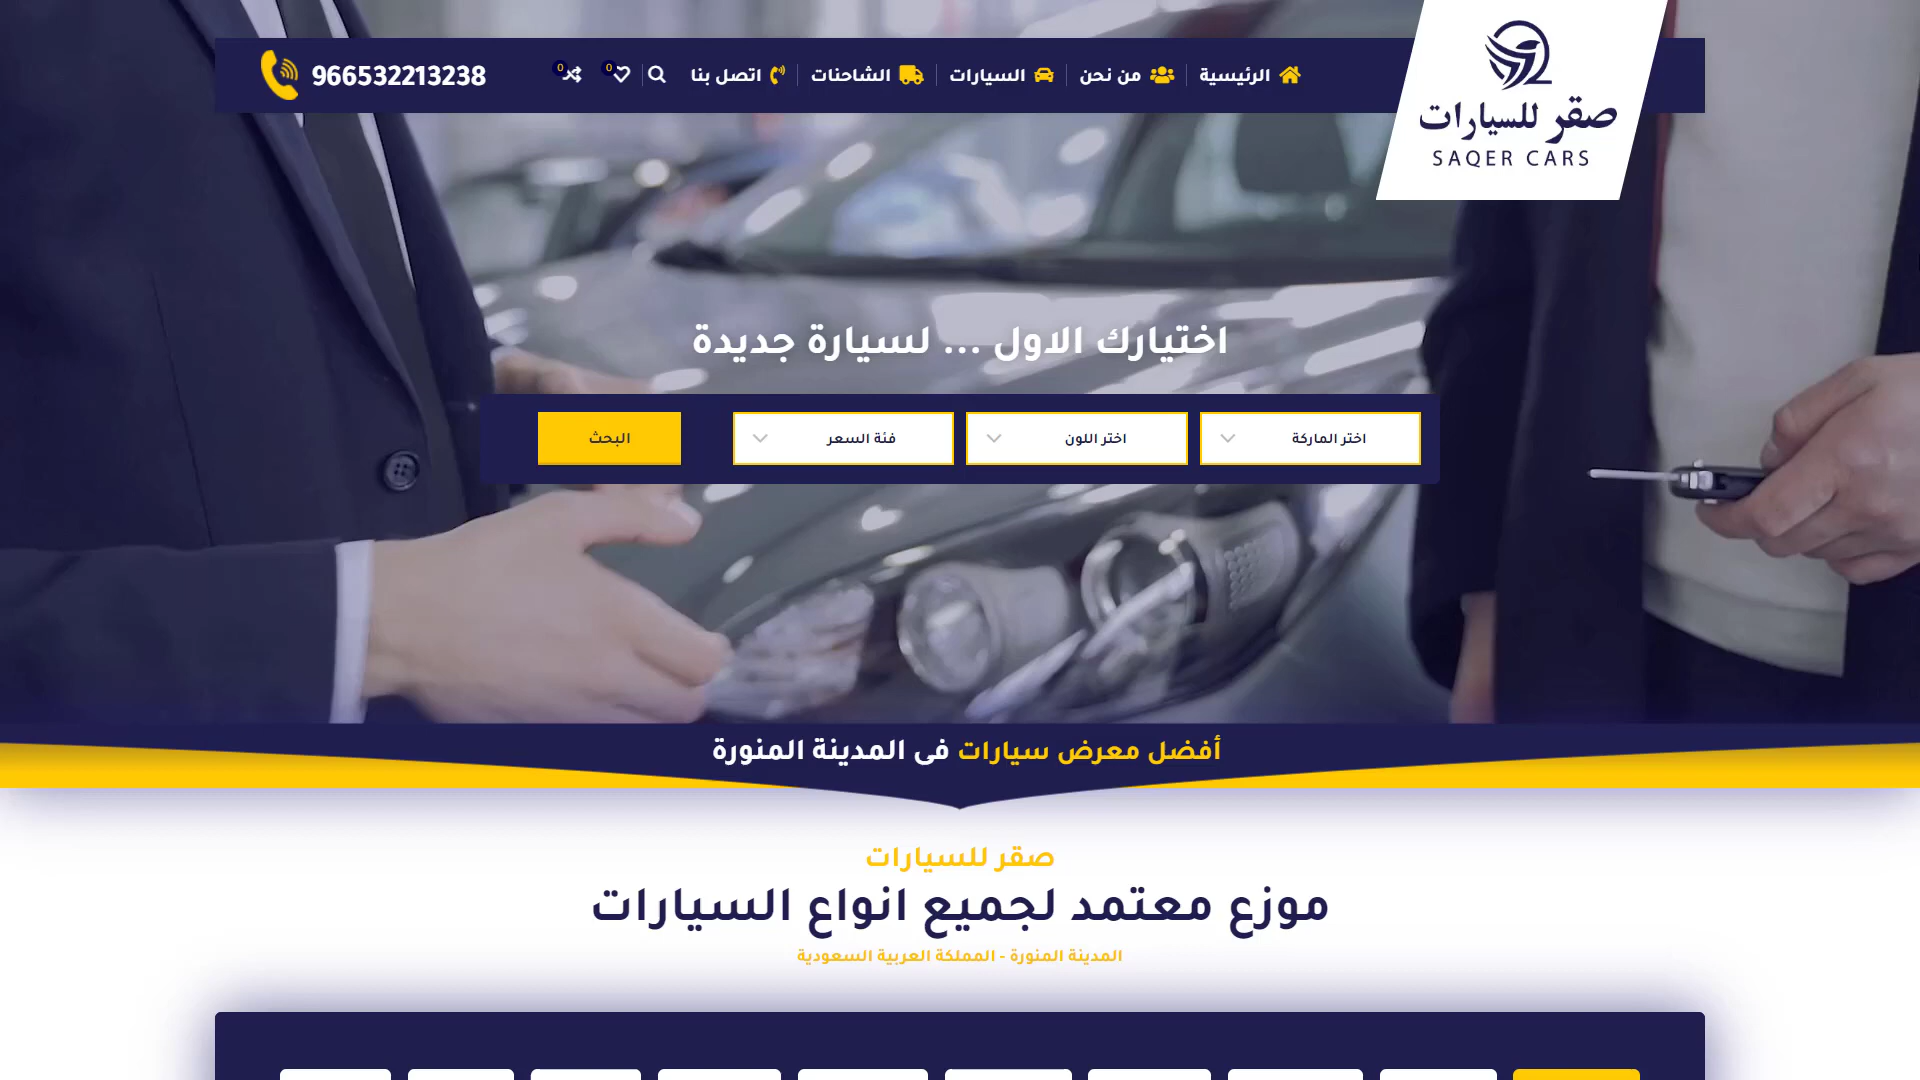 صقر للسيارات
SAQER CARS
الرئيسية
من نحن
السيارات
الشاحنات
اتصل بنا
0
0
966532213238
اختيارك الاول ... لسيارة جديدة
اختر الماركة
اختر اللون
فئة السعر
البحث
أفضل معرض سيارات فى المدينة المنورة
صقر للسيارات
موزع معتمد لجميع انواع السيارات
المدينة المنورة - المملكة العربية السعودية